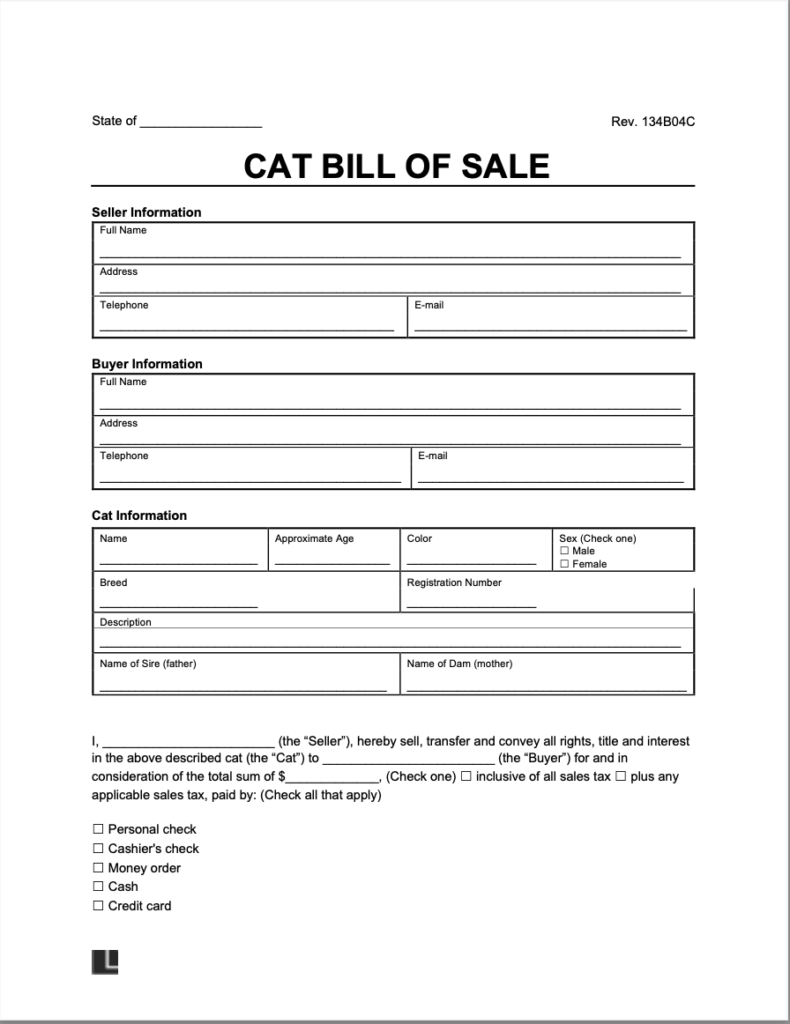 State of _________________ Rev. 134B04C
CAT BILL OF SALE
Seller Information
Full Name
Address
Telephone E-mail
Buyer Information
Full Name
Address
Telephone E-mail
Cat Information
Name Approximate Age Color Sex (Check one)
☐ Male
☐ Female
Breed Registration Number
Description
Name of Sire (father) Name of Dam (mother)
I, ________________________ (the “Seller”), hereby sell, transfer and convey all rights, title and interest
in the above described cat (the “Cat”) to ________________________ (the “Buyer”) for and in
consideration of the total sum of $_____________, (Check one) ☐ inclusive of all sales tax ☐ plus any
applicable sales tax, paid by: (Check all that apply)
☐ Personal check
☐ Cashier's check
☐ Money order
☐ Cash
☐ Credit card
L